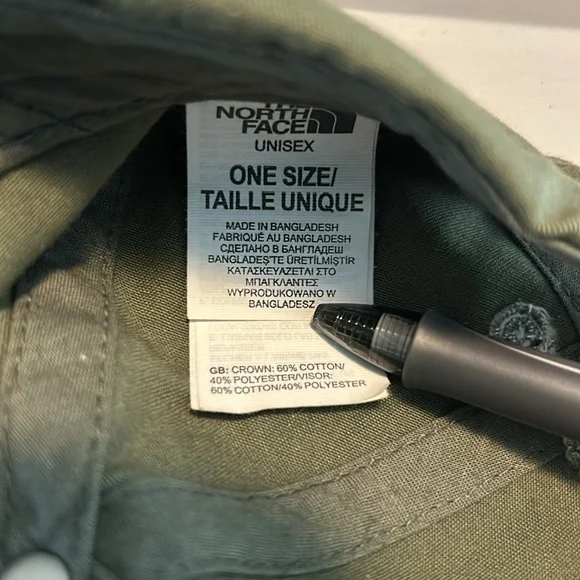 THE
NORTH
FACE
UNISEX
ONE SIZE/
TAILLE UNIQUE
MADE IN BANGLADESH
FABRIQUÉ AU BANGLADESH
СДЕЛАНО В БАНГЛАДЕШ
BANGLADEŞ'TE ÜRETİLMİŞTİR
ΚΑΤΑΣΚΕΥΑΖΕΤΑΙ ΣΤΟ
ΜΠΑΓΚΛΑΝΤΕΣ
WYPRODUKOWANO W
BANGLADESZ
GB: CROWN: 60% COTTON/
40% POLYESTER/VISOR:
60% COTTON/40% POLYESTER